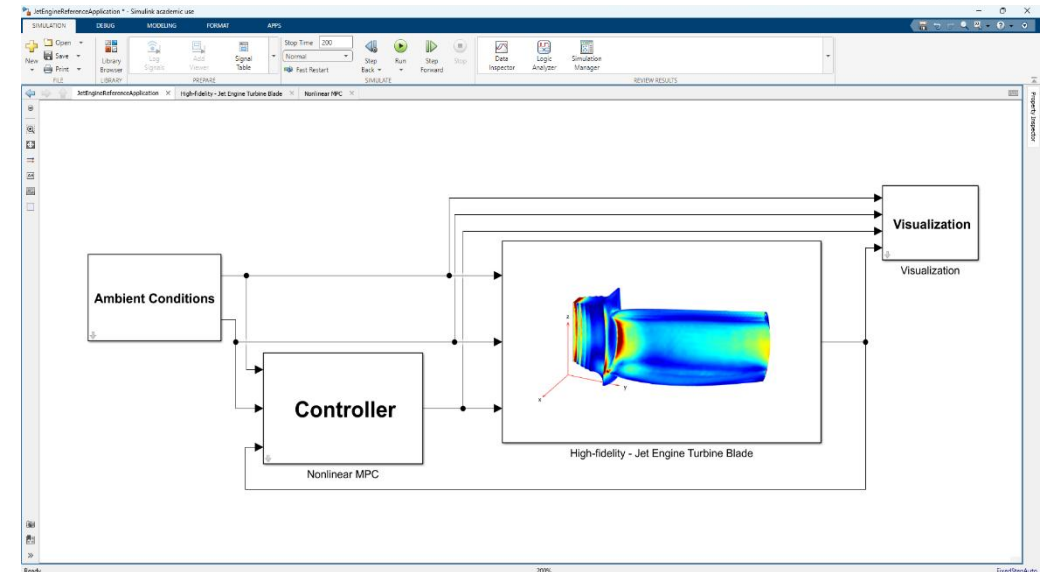 JetEngineReferenceApplication * - Simulink academic use
SIMULATION DEBUG MODELING FORMAT APPS
New
Open
Save
Print
FILE
Library
Browser
LIBRARY
Log
Signals
Add
Viewer
Signal
Table
PREPARE
Stop Time 200
Normal
Fast Restart
Step
Back
Run
Step
Forward
Stop
SIMULATE
Data
Inspector
Logic
Analyzer
Simulation
Manager
REVIEW RESULTS
JetEngineReferenceApplication × High-fidelity - Jet Engine Turbine Blade × Nonlinear MPC ×
Property Inspector
Visualization
Visualization
Ambient Conditions
Z
Y
X
Controller
High-fidelity - Jet Engine Turbine Blade
Nonlinear MPC
Ready
200%
FixedStepAuto